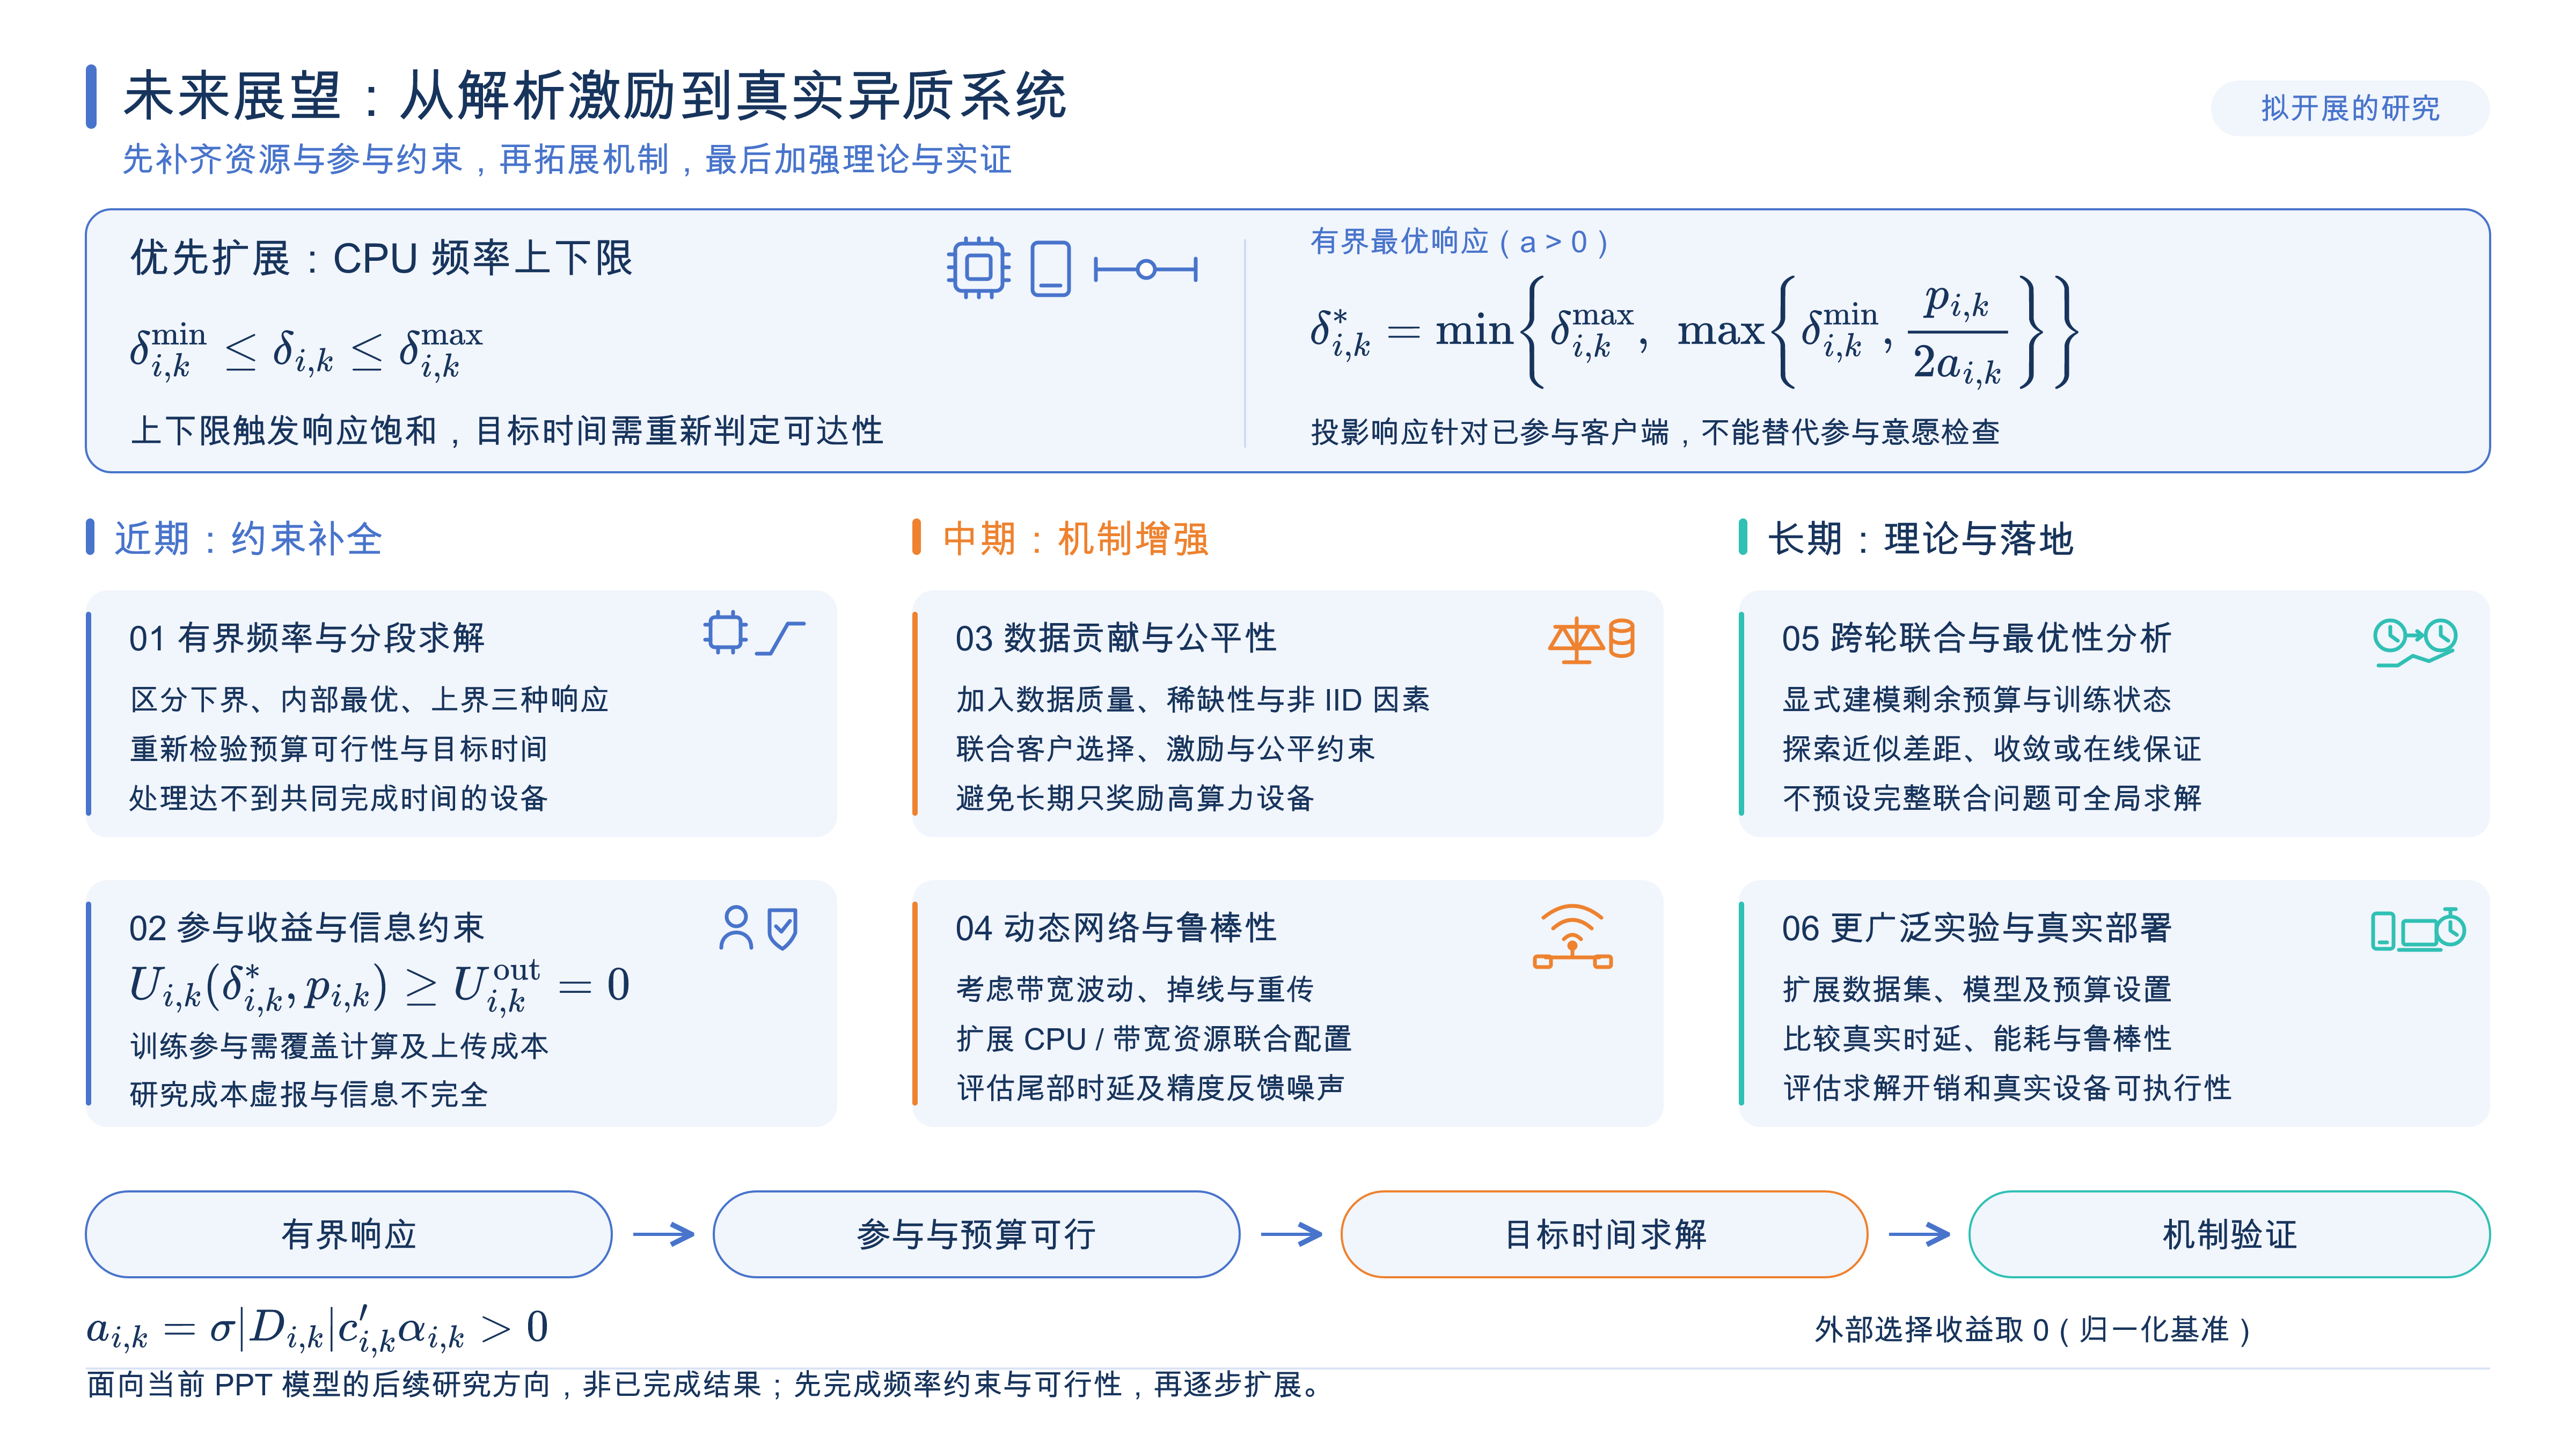 未来展望：从解析激励到真实异质系统
拟开展的研究
先补齐资源与参与约束，再拓展机制，最后加强理论与实证
优先扩展：CPU 频率上下限
δ_{i,k}^{min} ≤ δ_{i,k} ≤ δ_{i,k}^{max}
上下限触发响应饱和，目标时间需重新判定可达性
有界最优响应（a > 0）
δ_{i,k}^{*} = min{δ_{i,k}^{max}, max{δ_{i,k}^{min}, p_{i,k} / 2a_{i,k}}}
投影响应针对已参与客户端，不能替代参与意愿检查
近期：约束补全
01 有界频率与分段求解
区分下界、内部最优、上界三种响应
重新检验预算可行性与目标时间
处理达不到共同完成时间的设备
02 参与收益与信息约束
U_{i,k}(δ_{i,k}^{*}, p_{i,k}) ≥ U_{i,k}^{out} = 0
训练参与需覆盖计算及上传成本
研究成本虚报与信息不完全
中期：机制增强
03 数据贡献与公平性
加入数据质量、稀缺性与非 IID 因素
联合客户选择、激励与公平约束
避免长期只奖励高算力设备
04 动态网络与鲁棒性
考虑带宽波动、掉线与重传
扩展 CPU / 带宽资源联合配置
评估尾部时延及精度反馈噪声
长期：理论与落地
05 跨轮联合与最优性分析
显式建模剩余预算与训练状态
探索近似差距、收敛或在线保证
不预设完整联合问题可全局求解
06 更广泛实验与真实部署
扩展数据集、模型及预算设置
比较真实时延、能耗与鲁棒性
评估求解开销和真实设备可执行性
有界响应
参与与预算可行
目标时间求解
机制验证
a_{i,k} = σ|D_{i,k}|c'_{i,k}α_{i,k} > 0
外部选择收益取 0（归一化基准）
面向当前 PPT 模型的后续研究方向，非已完成结果；先完成频率约束与可行性，再逐步扩展。